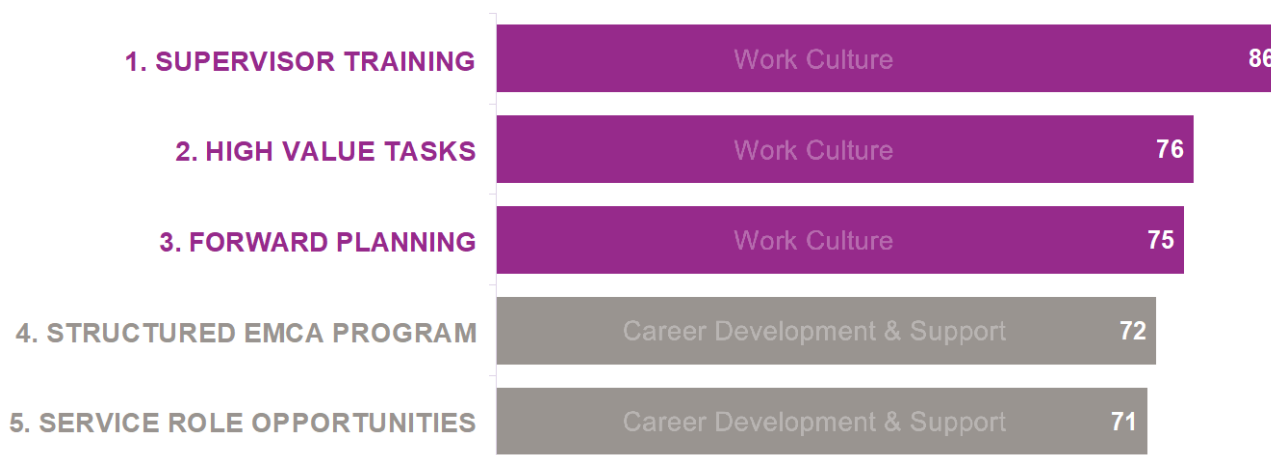 1. SUPERVISOR TRAINING Work Culture 86
2. HIGH VALUE TASKS Work Culture 76
3. FORWARD PLANNING Work Culture 75
4. STRUCTURED EMCA PROGRAM Career Development & Support 72
5. SERVICE ROLE OPPORTUNITIES Career Development & Support 71